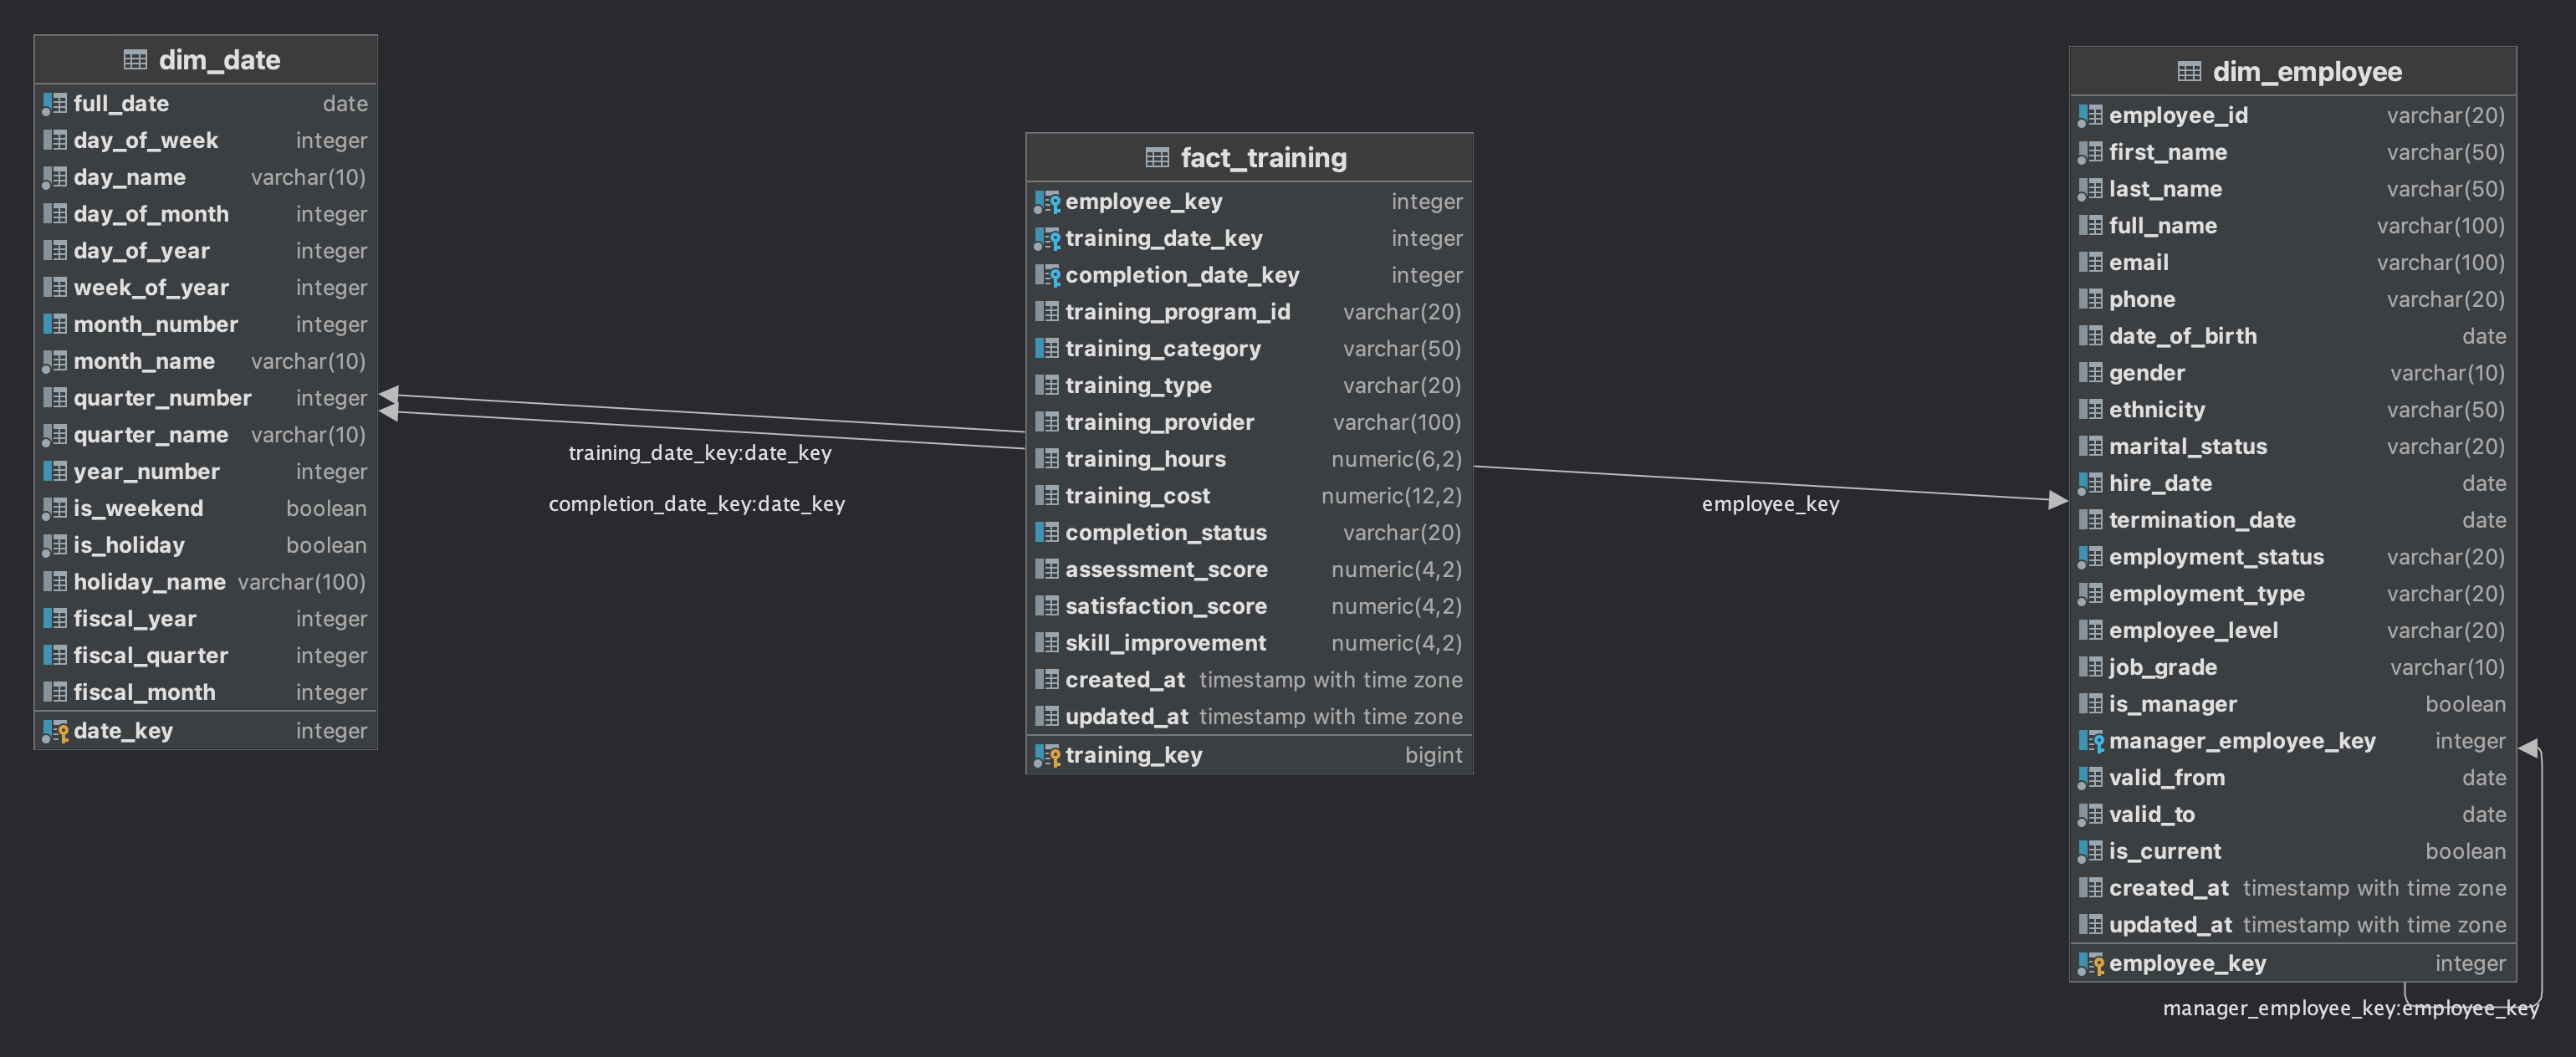 dim_date
full_date date
day_of_week integer
day_name varchar(10)
day_of_month integer
day_of_year integer
week_of_year integer
month_number integer
month_name varchar(10)
quarter_number integer
quarter_name varchar(10)
year_number integer
is_weekend boolean
is_holiday boolean
holiday_name varchar(100)
fiscal_year integer
fiscal_quarter integer
fiscal_month integer
date_key integer
training_date_key:date_key
completion_date_key:date_key
fact_training
employee_key integer
training_date_key integer
completion_date_key integer
training_program_id varchar(20)
training_category varchar(50)
training_type varchar(20)
training_provider varchar(100)
training_hours numeric(6,2)
training_cost numeric(12,2)
completion_status varchar(20)
assessment_score numeric(4,2)
satisfaction_score numeric(4,2)
skill_improvement numeric(4,2)
created_at timestamp with time zone
updated_at timestamp with time zone
training_key bigint
employee_key
dim_employee
employee_id varchar(20)
first_name varchar(50)
last_name varchar(50)
full_name varchar(100)
email varchar(100)
phone varchar(20)
date_of_birth date
gender varchar(10)
ethnicity varchar(50)
marital_status varchar(20)
hire_date date
termination_date date
employment_status varchar(20)
employment_type varchar(20)
employee_level varchar(20)
job_grade varchar(10)
is_manager boolean
manager_employee_key integer
valid_from date
valid_to date
is_current boolean
created_at timestamp with time zone
updated_at timestamp with time zone
employee_key integer
manager_employee_key:employee_key